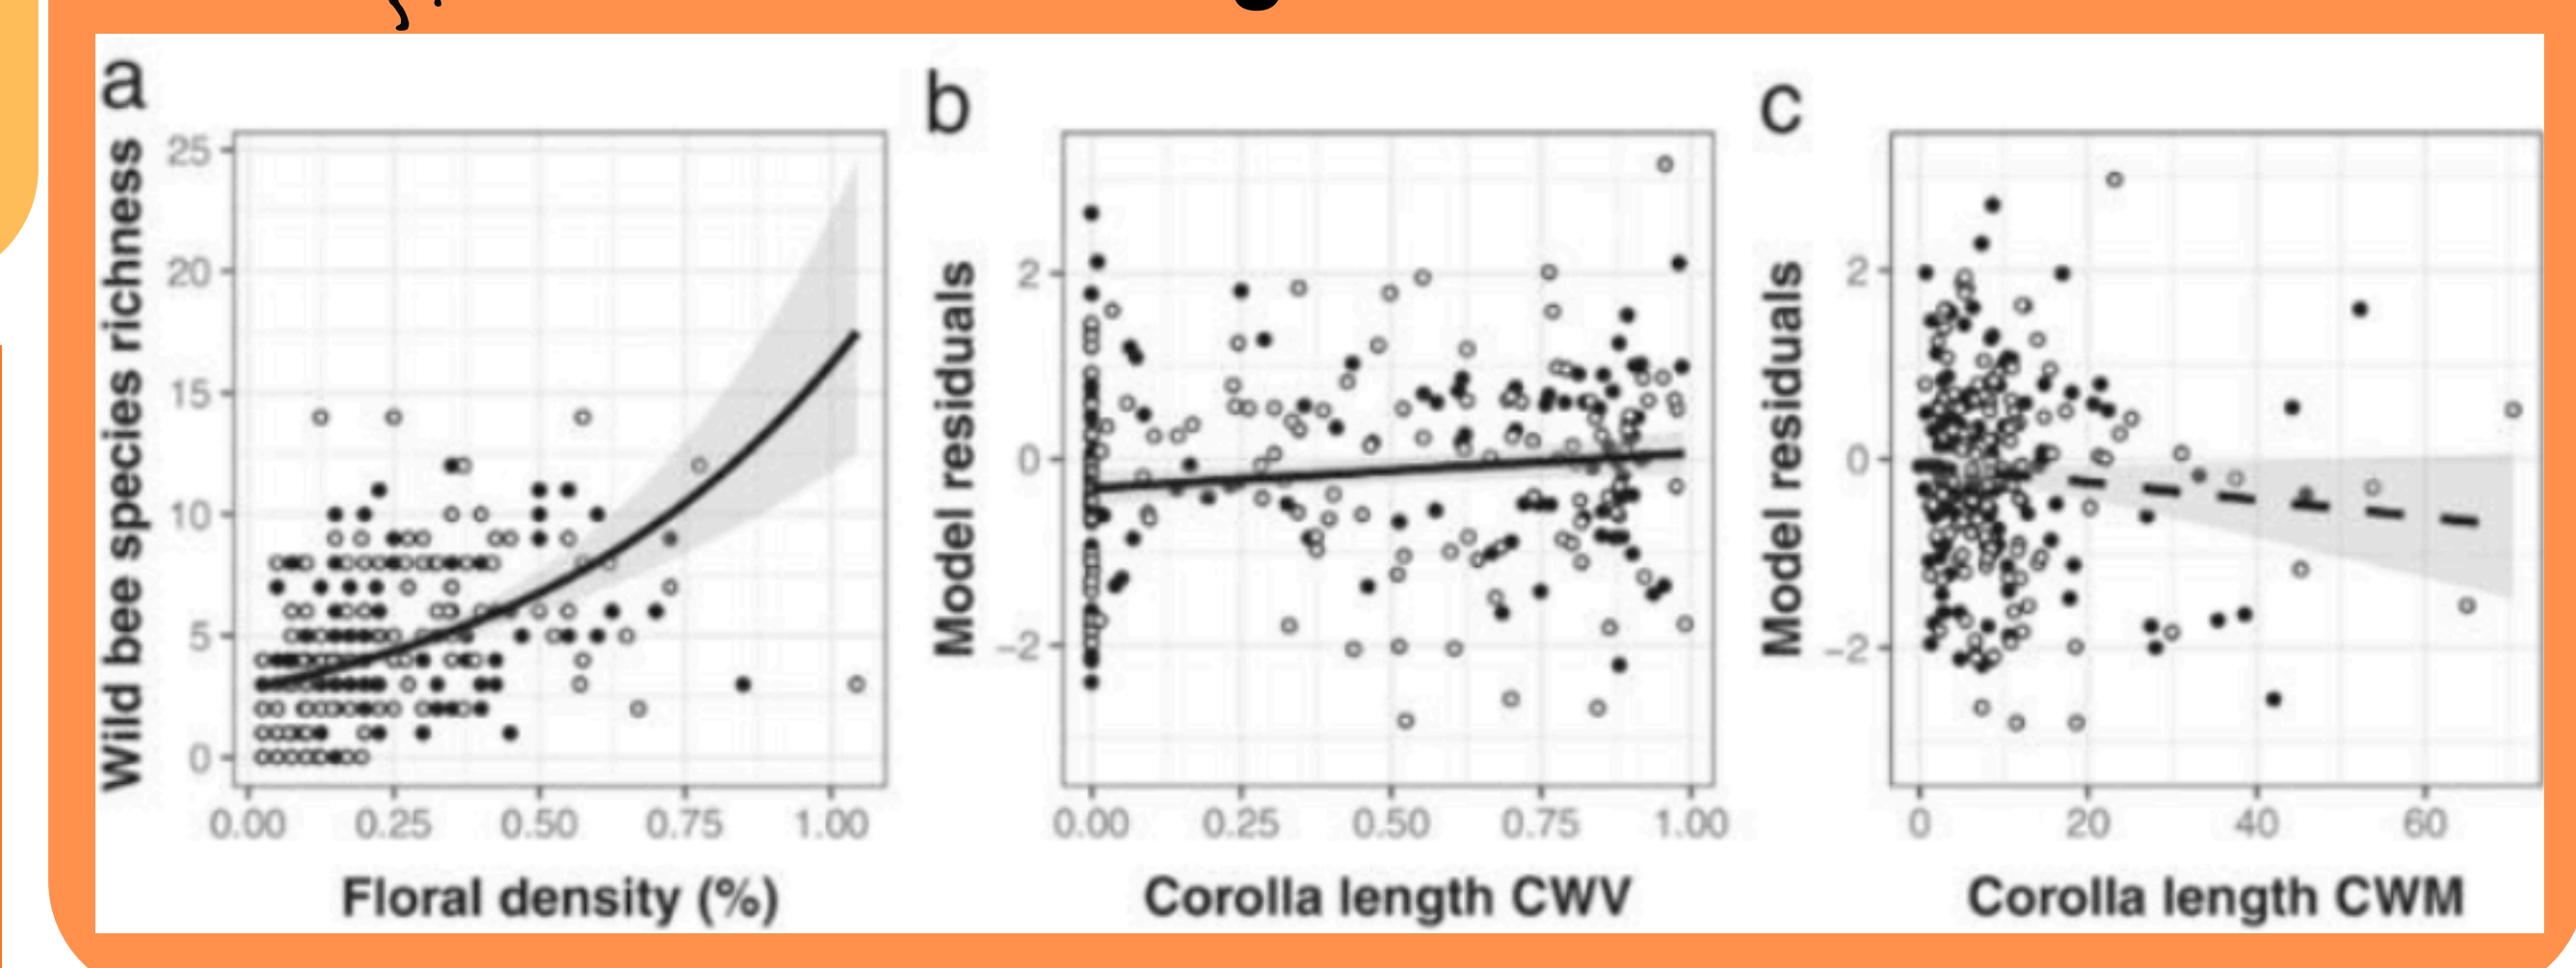 a
b
c
Wild bee species richness
25
20
15
10
5
0
0.00 0.25 0.50 0.75 1.00
Floral density (%)
Model residuals
2
0
−2
0.00 0.25 0.50 0.75 1.00
Corolla length CWV
Model residuals
2
0
−2
0 20 40 60
Corolla length CWM